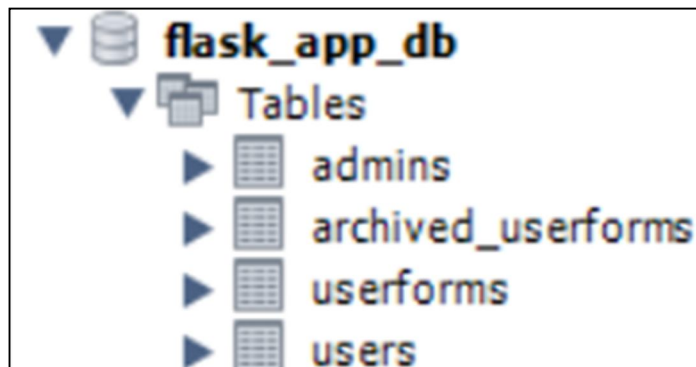 flask_app_db
Tables
admins
archived_userforms
userforms
users